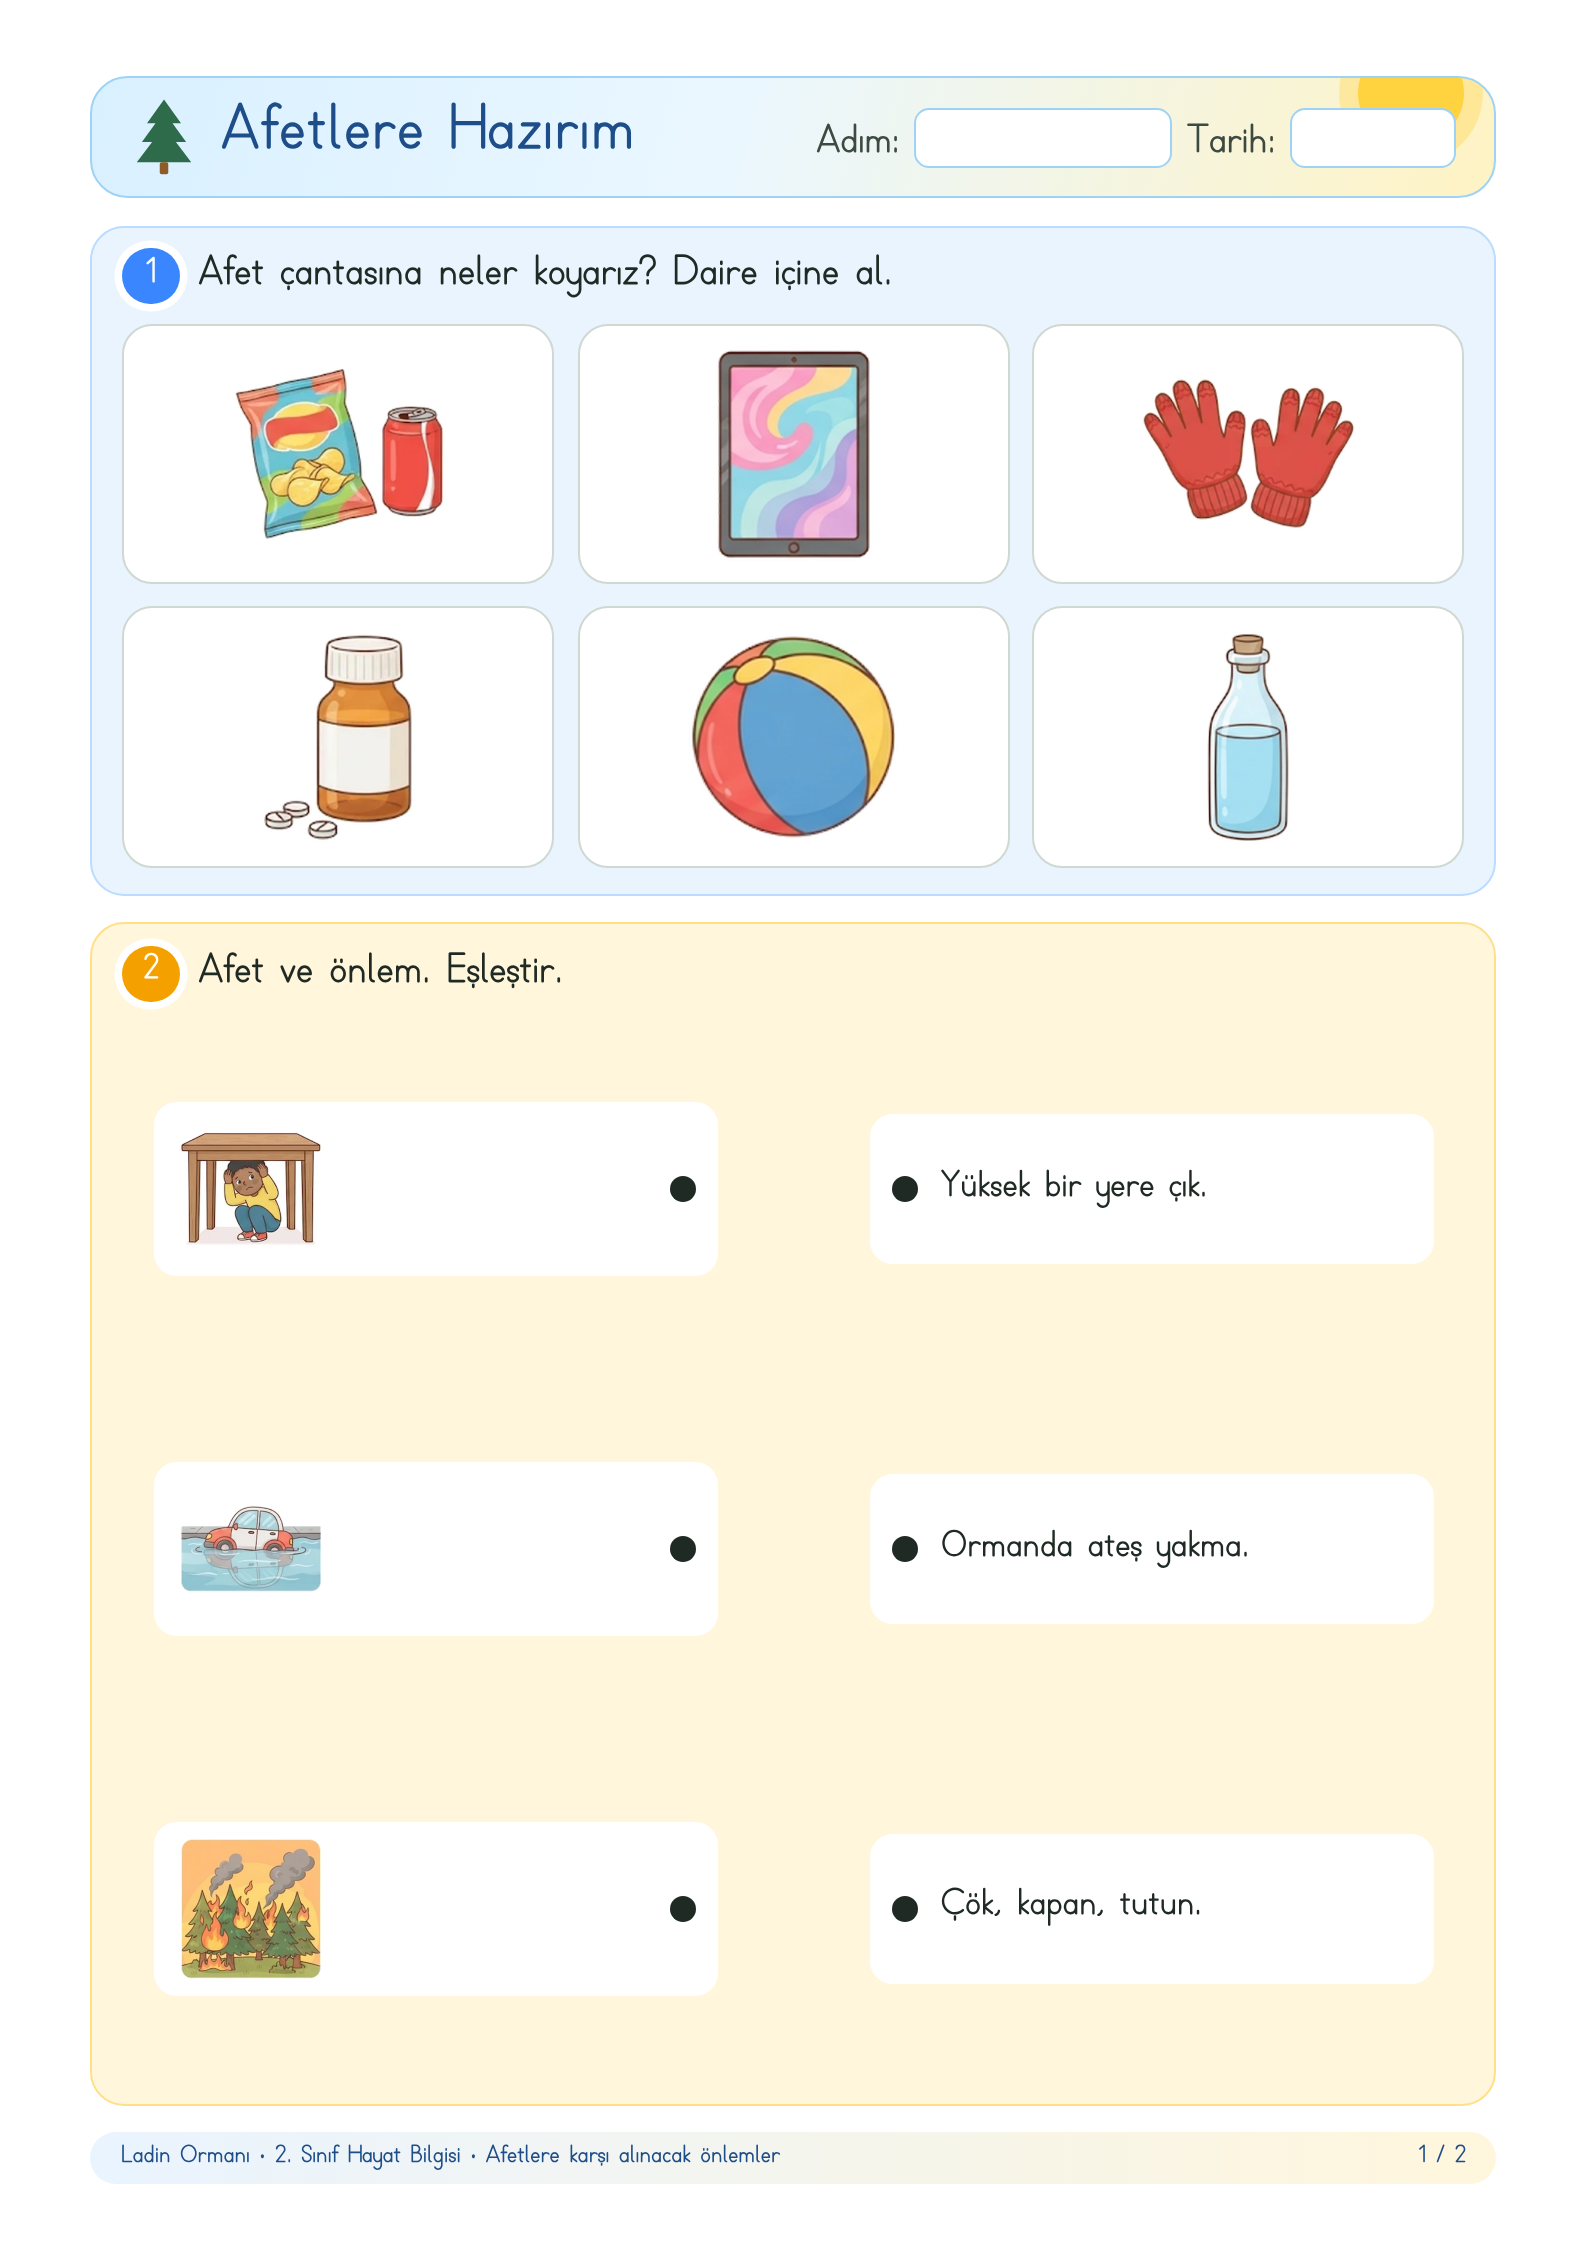 Afetlere Hazırım
Adım:
Tarih:
1 Afet çantasına neler koyarız? Daire içine al.
2 Afet ve önlem. Eşleştir.
Yüksek bir yere çık.
Ormanda ateş yakma.
Çök, kapan, tutun.
Ladin Ormanı • 2. Sınıf Hayat Bilgisi • Afetlere karşı alınacak önlemler
1 / 2